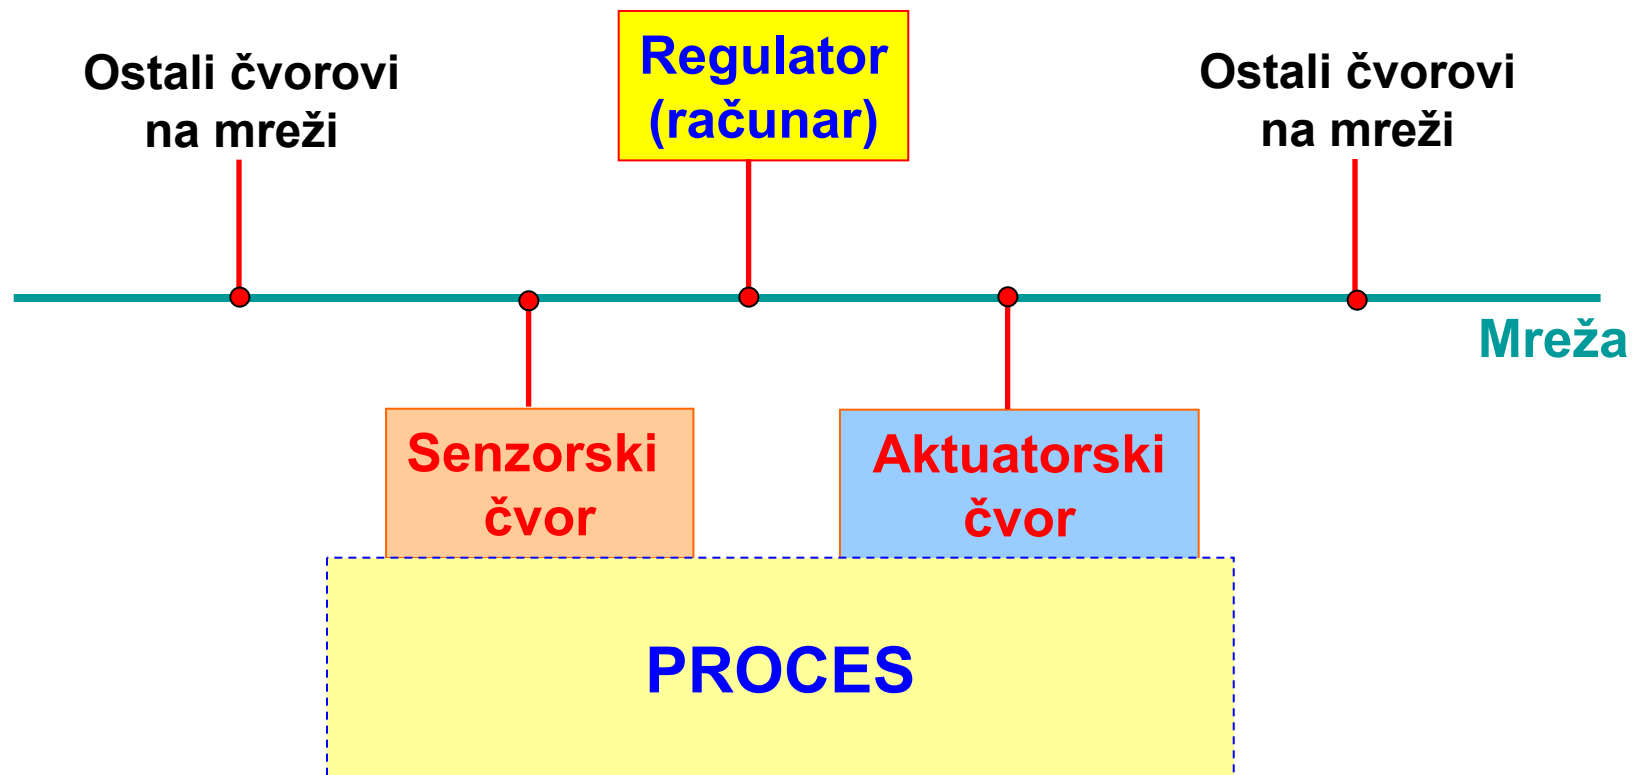 Ostali čvorovi
na mreži
Regulator
(računar)
Ostali čvorovi
na mreži
Mreža
Senzorski
čvor
Aktuatorski
čvor
PROCES